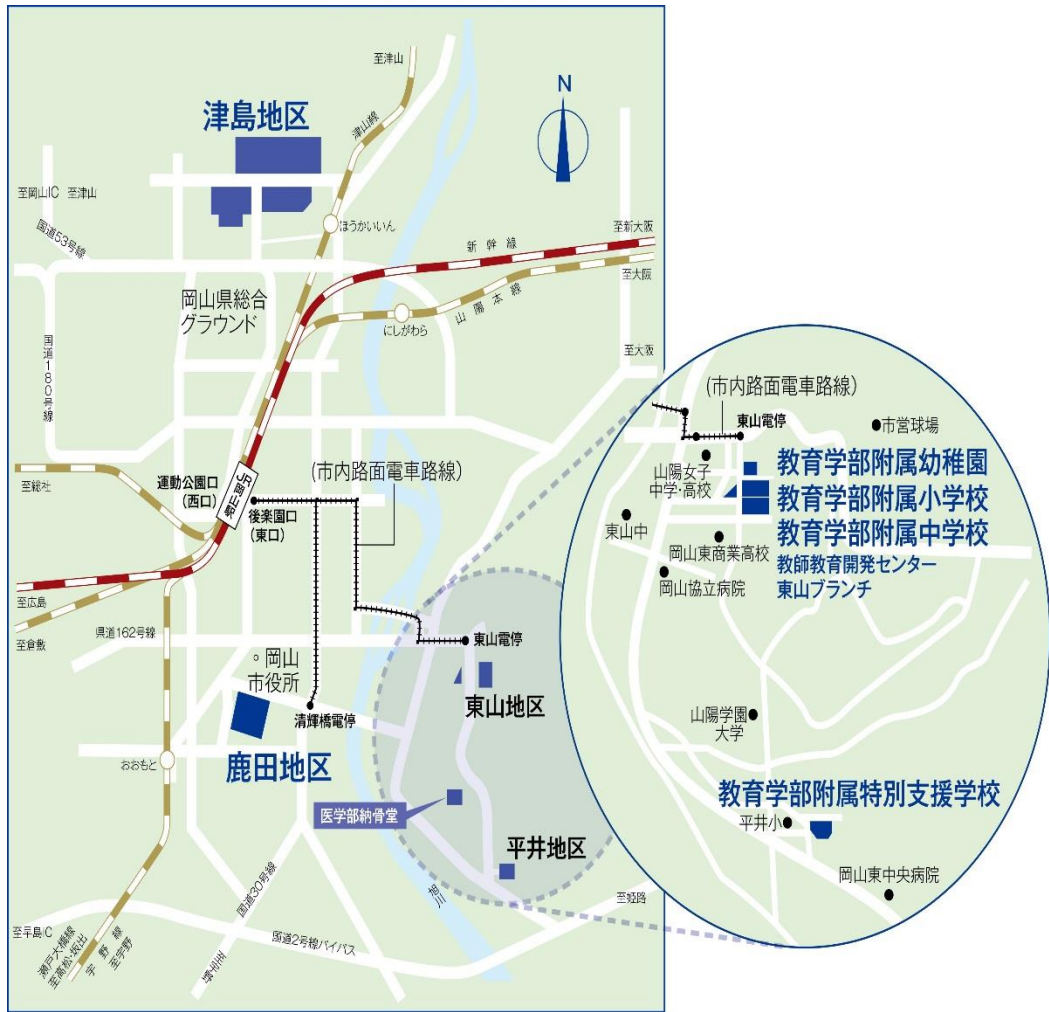 至津山
N
津島地区
津山線
至岡山IC 至津山
ほうかいいん
国道53号線
新幹線
至新大阪
至大阪
岡山県総合
グラウンド
にしがわら
山陽本線
国道180号線
至大阪
(市内路面電車路線)
東山電停
市営球場
山陽女子
中学・高校
教育学部附属幼稚園
教育学部附属小学校
教育学部附属中学校
教師教育開発センター
東山ブランチ
東山中
岡山東商業高校
岡山協立病院
(市内路面電車路線)
運動公園口
(西口)
JR岡山駅
至総社
後楽園口
(東口)
至広島
至倉敷
県道162号線
東山電停
岡山
市役所
東山地区
清輝橋電停
山陽学園
大学
おおもと
鹿田地区
医学部納骨堂
教育学部附属特別支援学校
平井小
平井地区
岡山東中央病院
国道30号線
旭川
至姫路
至早島IC
国道2号線バイパス
瀬戸大橋線
至高松・坂出
宇野線
至宇野
至玉野